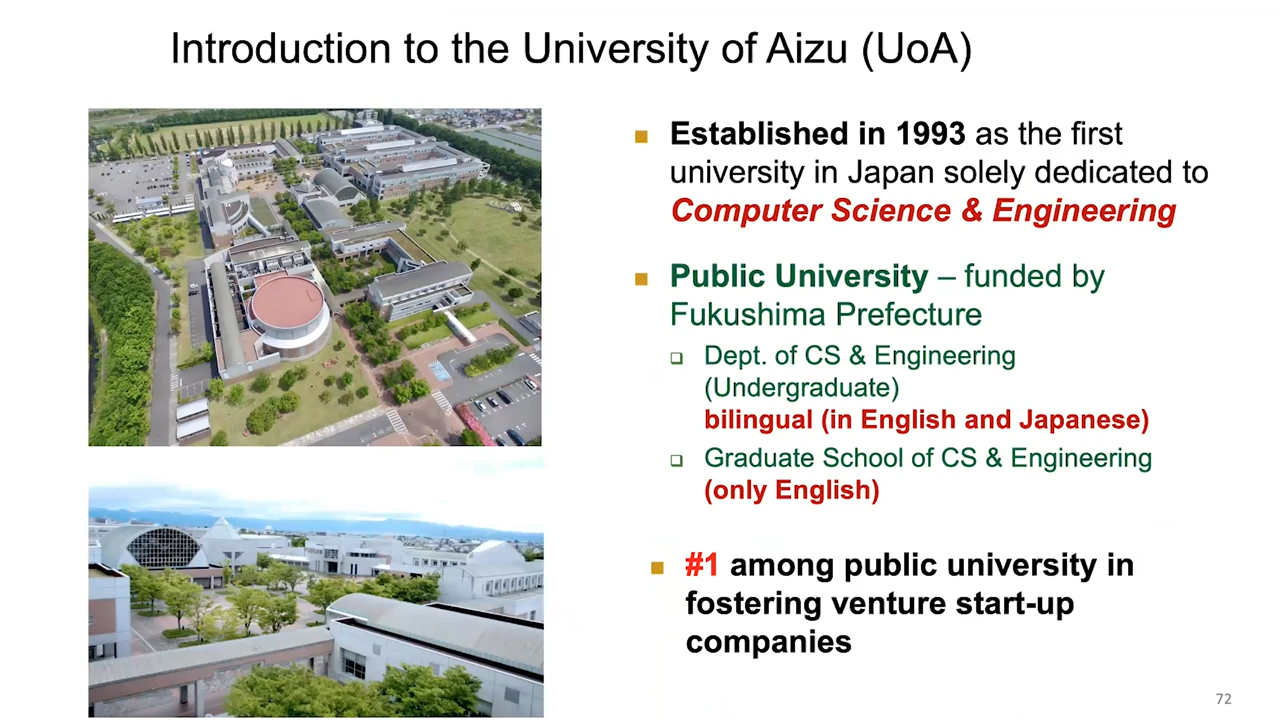 Introduction to the University of Aizu (UoA)
Established in 1993 as the first
university in Japan solely dedicated to
Computer Science & Engineering
Public University – funded by
Fukushima Prefecture
Dept. of CS & Engineering
(Undergraduate)
bilingual (in English and Japanese)
Graduate School of CS & Engineering
(only English)
#1 among public university in
fostering venture start-up
companies
72